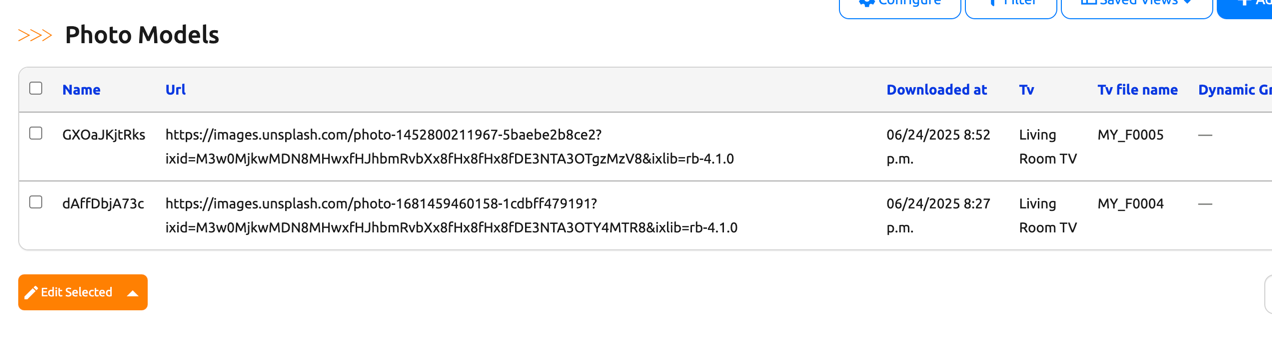 Configure Filter Saved Views
>>> Photo Models
Name Url Downloaded at Tv Tv file name Dynamic
GXOaJKjtRks https://images.unsplash.com/photo-1452800211967-5baebe2b8ce2? 06/24/2025 8:52 Living MY_F0005 —
ixid=M3w0MjkwMDN8MHwxfHJhbmRvbXx8fHx8fHx8fDE3NTA3OTgzMzV8&ixlib=rb-4.1.0 p.m. Room TV
dAffDbjA73c https://images.unsplash.com/photo-1681459460158-1cdbff479191? 06/24/2025 8:27 Living MY_F0004 —
ixid=M3w0MjkwMDN8MHwxfHJhbmRvbXx8fHx8fHx8fDE3NTA3OTY4MTR8&ixlib=rb-4.1.0 p.m. Room TV
Edit Selected